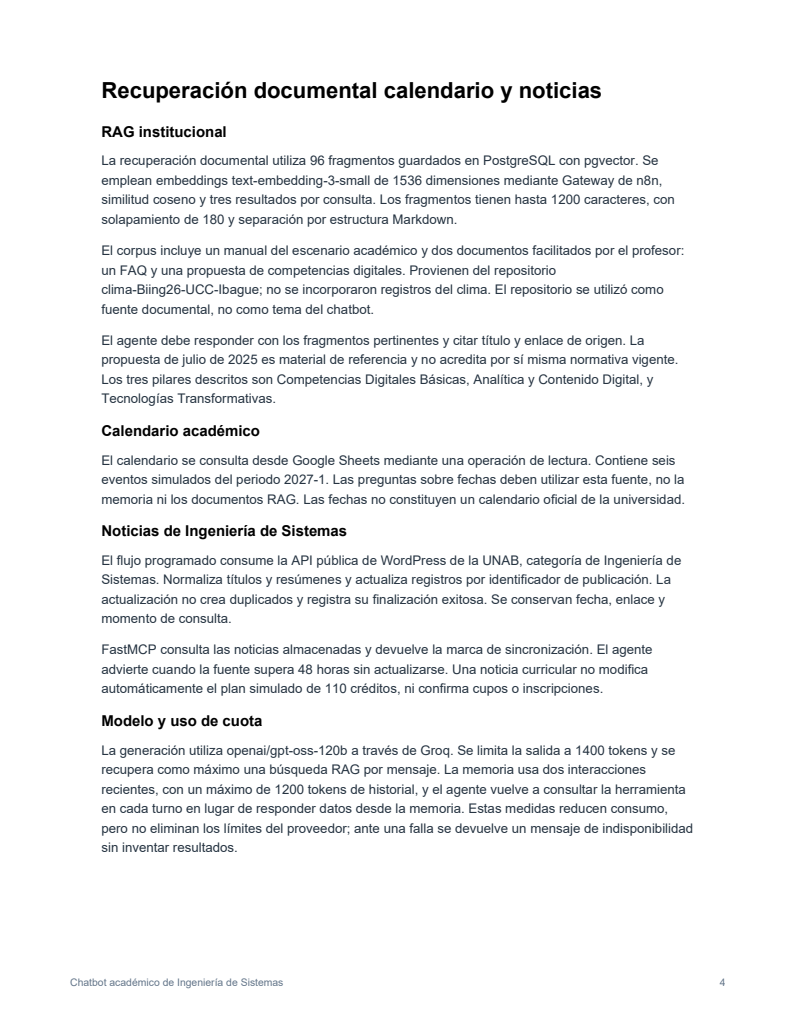 Recuperación documental calendario y noticias
RAG institucional
La recuperación documental utiliza 96 fragmentos guardados en PostgreSQL con pgvector. Se
emplean embeddings text-embedding-3-small de 1536 dimensiones mediante Gateway de n8n,
similitud coseno y tres resultados por consulta. Los fragmentos tienen hasta 1200 caracteres, con
solapamiento de 180 y separación por estructura Markdown.
El corpus incluye un manual del escenario académico y dos documentos facilitados por el profesor:
un FAQ y una propuesta de competencias digitales. Provienen del repositorio
clima-Biing26-UCC-Ibague; no se incorporaron registros del clima. El repositorio se utilizó como
fuente documental, no como tema del chatbot.
El agente debe responder con los fragmentos pertinentes y citar título y enlace de origen. La
propuesta de julio de 2025 es material de referencia y no acredita por sí misma normativa vigente.
Los tres pilares descritos son Competencias Digitales Básicas, Analítica y Contenido Digital, y
Tecnologías Transformativas.
Calendario académico
El calendario se consulta desde Google Sheets mediante una operación de lectura. Contiene seis
eventos simulados del periodo 2027-1. Las preguntas sobre fechas deben utilizar esta fuente, no la
memoria ni los documentos RAG. Las fechas no constituyen un calendario oficial de la universidad.
Noticias de Ingeniería de Sistemas
El flujo programado consume la API pública de WordPress de la UNAB, categoría de Ingeniería de
Sistemas. Normaliza títulos y resúmenes y actualiza registros por identificador de publicación. La
actualización no crea duplicados y registra su finalización exitosa. Se conservan fecha, enlace y
momento de consulta.
FastMCP consulta las noticias almacenadas y devuelve la marca de sincronización. El agente
advierte cuando la fuente supera 48 horas sin actualizarse. Una noticia curricular no modifica
automáticamente el plan simulado de 110 créditos, ni confirma cupos o inscripciones.
Modelo y uso de cuota
La generación utiliza openai/gpt-oss-120b a través de Groq. Se limita la salida a 1400 tokens y se
recupera como máximo una búsqueda RAG por mensaje. La memoria usa dos interacciones
recientes, con un máximo de 1200 tokens de historial, y el agente vuelve a consultar la herramienta
en cada turno en lugar de responder datos desde la memoria. Estas medidas reducen consumo,
pero no eliminan los límites del proveedor; ante una falla se devuelve un mensaje de indisponibilidad
sin inventar resultados.
Chatbot académico de Ingeniería de Sistemas
4